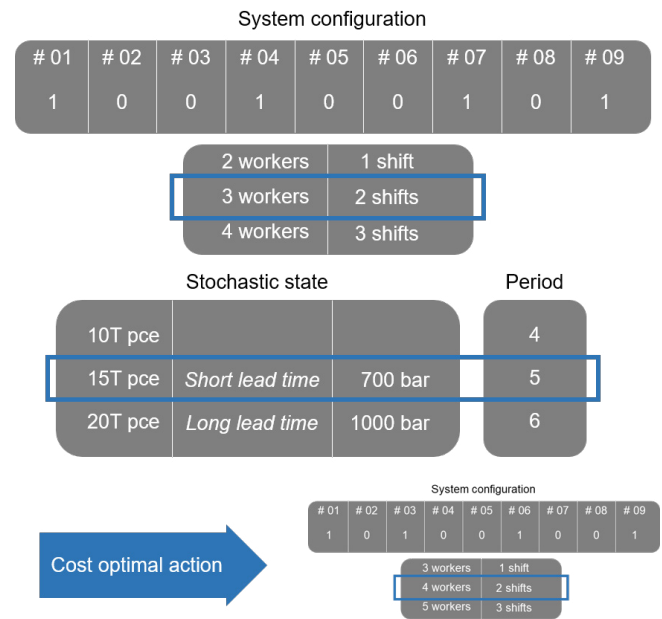 System configuration
# 01 # 02 # 03 # 04 # 05 # 06 # 07 # 08 # 09
1 0 0 1 0 0 1 0 1
2 workers 1 shift
3 workers 2 shifts
4 workers 3 shifts
Stochastic state Period
10T pce 4
15T pce Short lead time 700 bar 5
20T pce Long lead time 1000 bar 6
System configuration
# 01 # 02 # 03 # 04 # 05 # 06 # 07 # 08 # 09
1 0 1 0 0 1 0 0 1
Cost optimal action
3 workers 1 shift
4 workers 2 shifts
5 workers 3 shifts